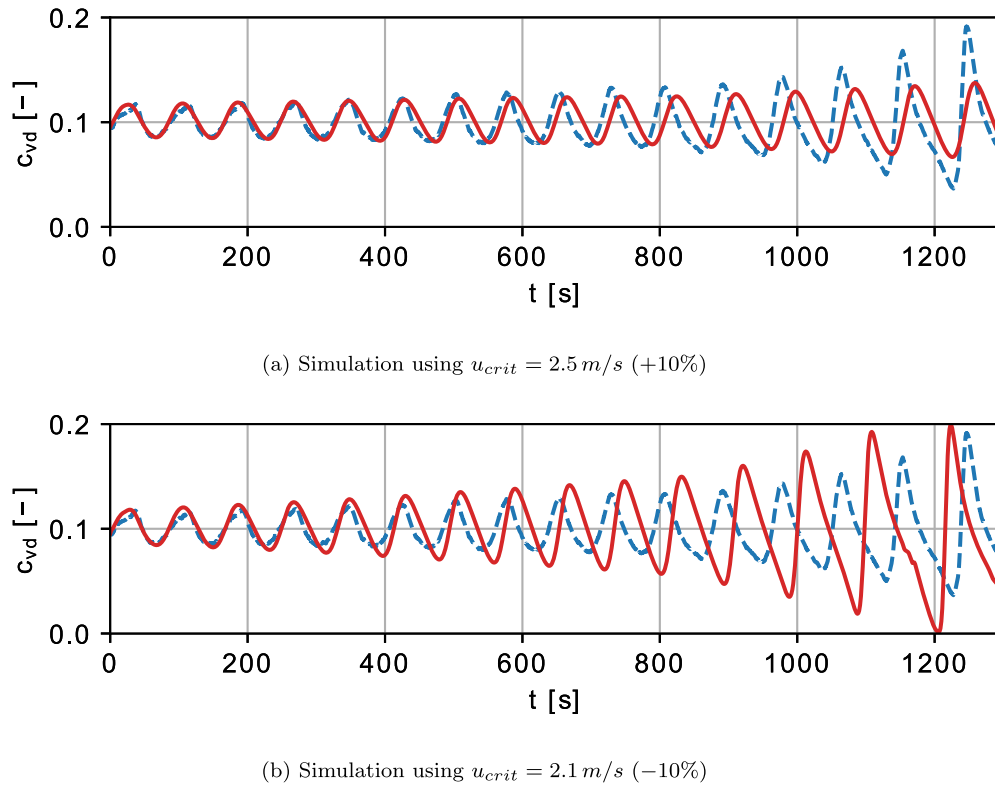 0.2
0.1
0.0
c_vd [-]
0 200 400 600 800 1000 1200
t [s]
(a) Simulation using u_crit = 2.5 m/s (+10%)
0.2
0.1
0.0
c_vd [-]
0 200 400 600 800 1000 1200
t [s]
(b) Simulation using u_crit = 2.1 m/s (−10%)